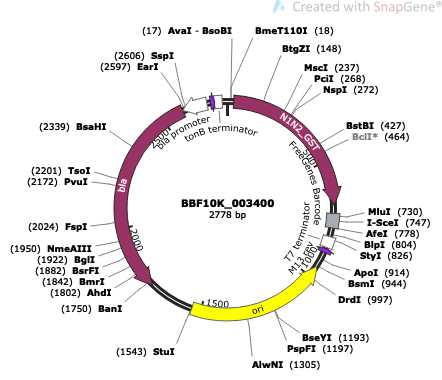 Created with SnapGene®
(17) AvaI - BsoBI
BmeT110I (18)
(2606) SspI
(2597) EarI
BtgZI (148)
MscI (237)
PciI (268)
NspI (272)
(2339) BsaHI
BstBI (427)
BclI* (464)
(2201) TsoI
(2172) PvuI
(2024) FspI
(1950) NmeAIII
(1922) BglI
(1882) BsrFI
(1842) BmrI
(1802) AhdI
(1750) BanI
MluI (730)
I-SceI (747)
AfeI (778)
BlpI (804)
StyI (826)
ApoI (914)
BsmI (944)
DrdI (997)
BseYI (1193)
PspFI (1197)
AlwNI (1305)
(1543) StuI
bla promoter
tonB terminator
N1N2_GST
FreeGenes Barcode
T7 terminator
M13 rev
bla
ori
500
1000
1500
2000
2500
BBF10K_003400
2778 bp